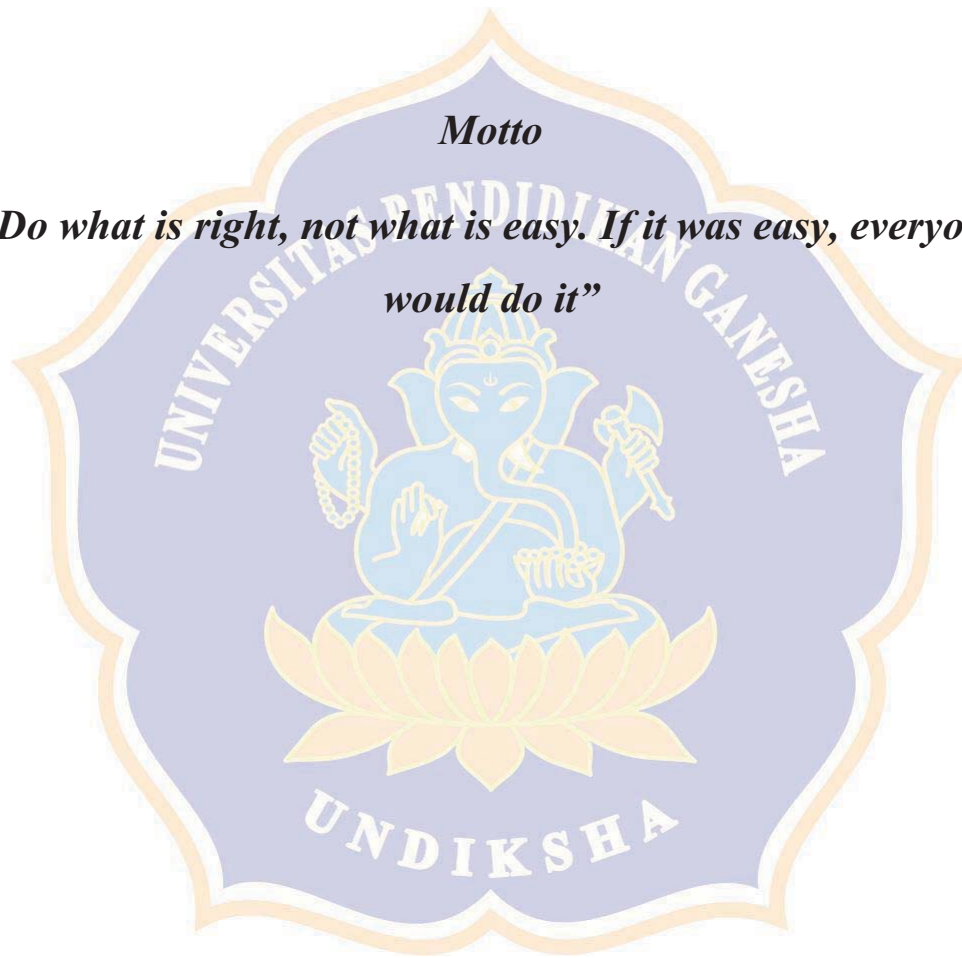 Motto
Do what is right, not what is easy. If it was easy, everyo
would do it”
UNIVERSITAS PENDIDIKAN GANESHA
UNDIKSHA